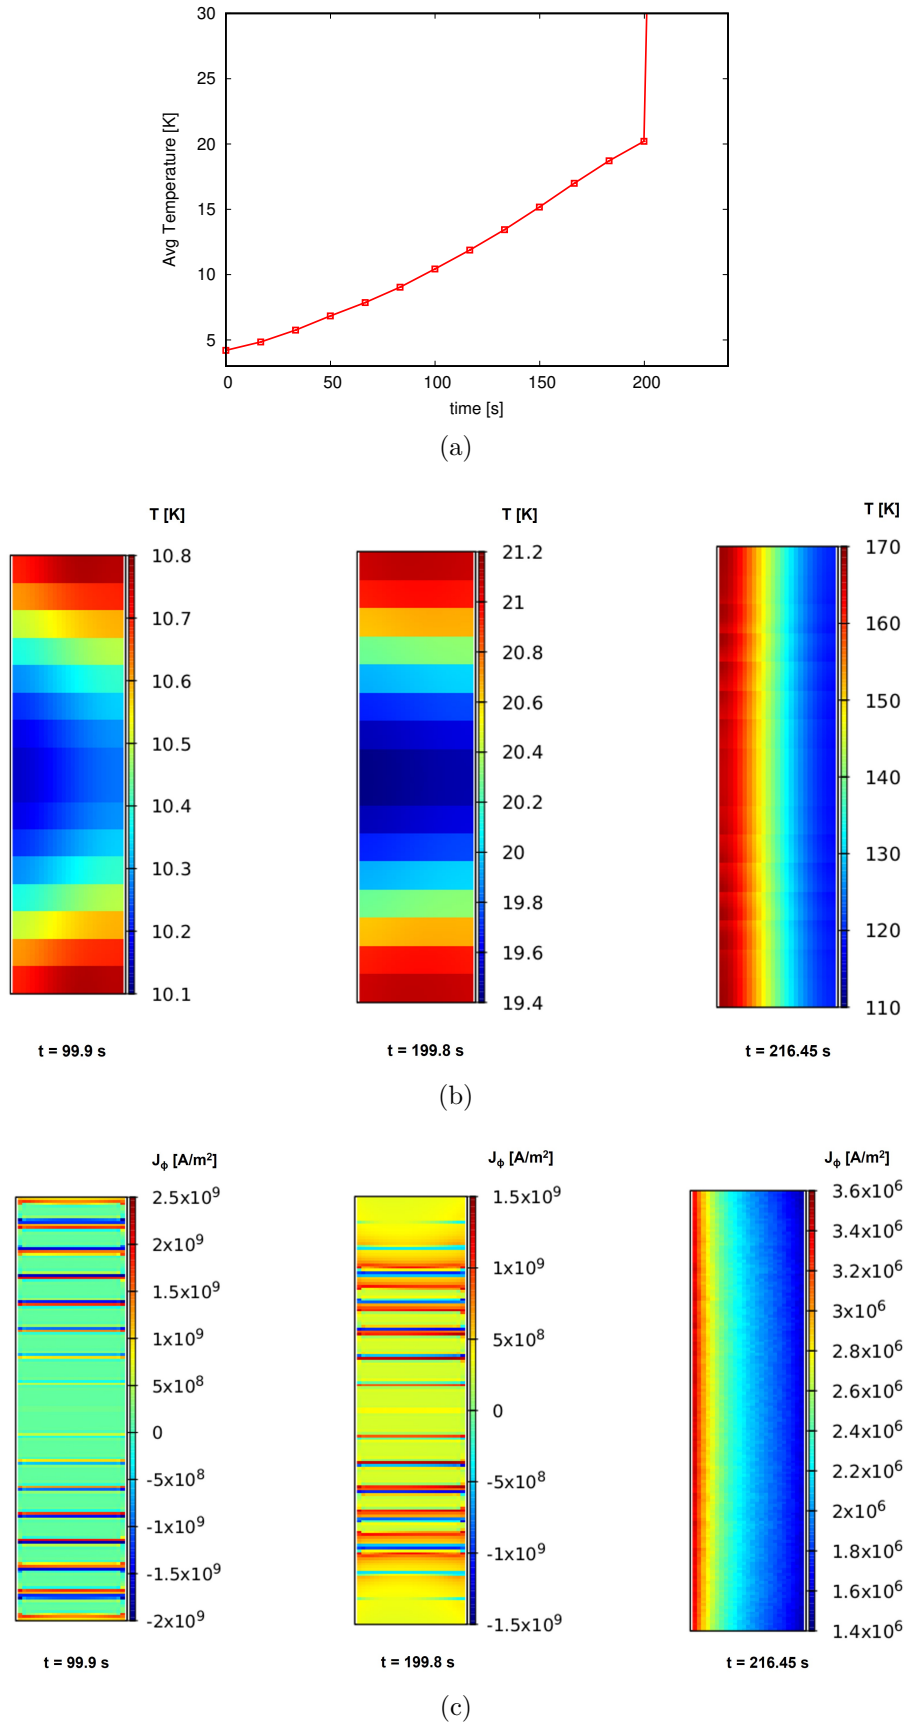 30
25
20
15
10
5
Avg Temperature [K]
0 50 100 150 200
time [s]
(a)
T [K]
10.8
10.7
10.6
10.5
10.4
10.3
10.2
10.1
t = 99.9 s
T [K]
21.2
21
20.8
20.6
20.4
20.2
20
19.8
19.6
19.4
t = 199.8 s
T [K]
170
160
150
140
130
120
110
t = 216.45 s
(b)
Jϕ [A/m²]
2.5x10⁹
2x10⁹
1.5x10⁹
1x10⁹
5x10⁸
0
-5x10⁸
-1x10⁹
-1.5x10⁹
-2x10⁹
t = 99.9 s
Jϕ [A/m²]
1.5x10⁹
1x10⁹
5x10⁸
0
-5x10⁸
-1x10⁹
-1.5x10⁹
t = 199.8 s
Jϕ [A/m²]
3.6x10⁶
3.4x10⁶
3.2x10⁶
3x10⁶
2.8x10⁶
2.6x10⁶
2.4x10⁶
2.2x10⁶
2x10⁶
1.8x10⁶
1.6x10⁶
1.4x10⁶
t = 216.45 s
(c)